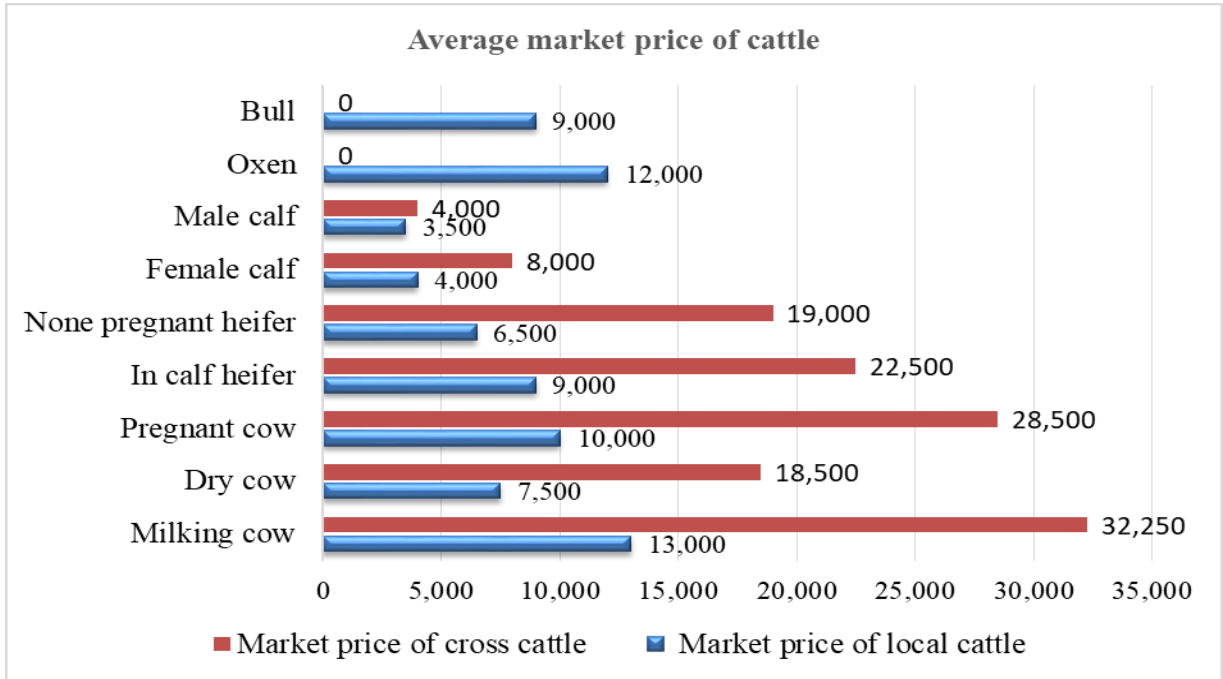 Average market price of cattle
Bull
0
9,000
Oxen
0
12,000
Male calf
4,000
3,500
Female calf
8,000
4,000
None pregnant heifer
19,000
6,500
In calf heifer
22,500
9,000
Pregnant cow
28,500
10,000
Dry cow
18,500
7,500
Milking cow
32,250
13,000
0 5,000 10,000 15,000 20,000 25,000 30,000 35,000
Market price of cross cattle Market price of local cattle